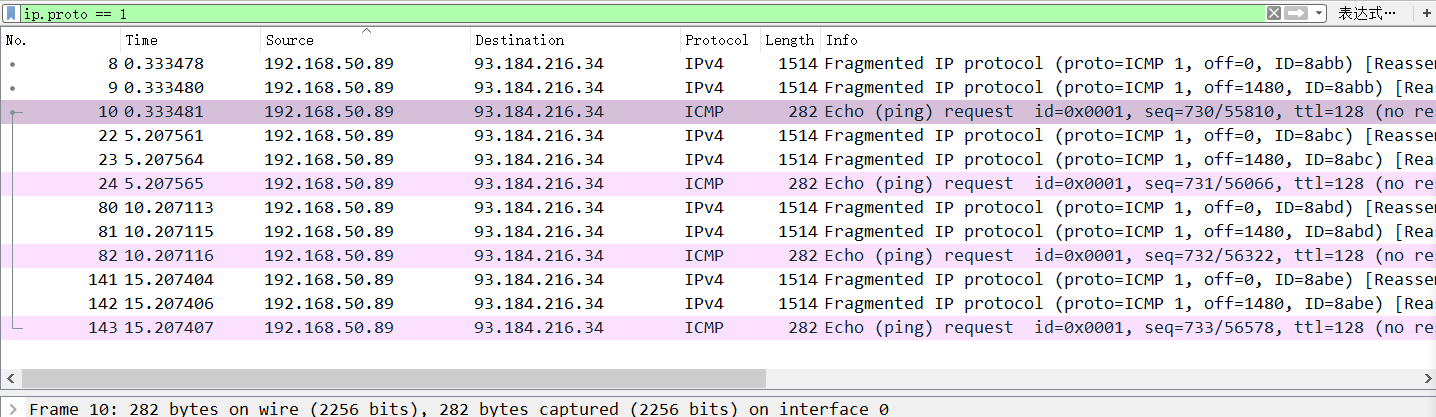 ip.proto == 1 表达式… +
No. Time Source Destination Protocol Length Info
8 0.333478 192.168.50.89 93.184.216.34 IPv4 1514 Fragmented IP protocol (proto=ICMP 1, off=0, ID=8abb) [Reassem
9 0.333480 192.168.50.89 93.184.216.34 IPv4 1514 Fragmented IP protocol (proto=ICMP 1, off=1480, ID=8abb) [Rea
10 0.333481 192.168.50.89 93.184.216.34 ICMP 282 Echo (ping) request id=0x0001, seq=730/55810, ttl=128 (no re
22 5.207561 192.168.50.89 93.184.216.34 IPv4 1514 Fragmented IP protocol (proto=ICMP 1, off=0, ID=8abc) [Reassem
23 5.207564 192.168.50.89 93.184.216.34 IPv4 1514 Fragmented IP protocol (proto=ICMP 1, off=1480, ID=8abc) [Rea
24 5.207565 192.168.50.89 93.184.216.34 ICMP 282 Echo (ping) request id=0x0001, seq=731/56066, ttl=128 (no re
80 10.207113 192.168.50.89 93.184.216.34 IPv4 1514 Fragmented IP protocol (proto=ICMP 1, off=0, ID=8abd) [Reassem
81 10.207115 192.168.50.89 93.184.216.34 IPv4 1514 Fragmented IP protocol (proto=ICMP 1, off=1480, ID=8abd) [Rea
82 10.207116 192.168.50.89 93.184.216.34 ICMP 282 Echo (ping) request id=0x0001, seq=732/56322, ttl=128 (no re
141 15.207404 192.168.50.89 93.184.216.34 IPv4 1514 Fragmented IP protocol (proto=ICMP 1, off=0, ID=8abe) [Reassem
142 15.207406 192.168.50.89 93.184.216.34 IPv4 1514 Fragmented IP protocol (proto=ICMP 1, off=1480, ID=8abe) [Rea
143 15.207407 192.168.50.89 93.184.216.34 ICMP 282 Echo (ping) request id=0x0001, seq=733/56578, ttl=128 (no re
Frame 10: 282 bytes on wire (2256 bits), 282 bytes captured (2256 bits) on interface 0